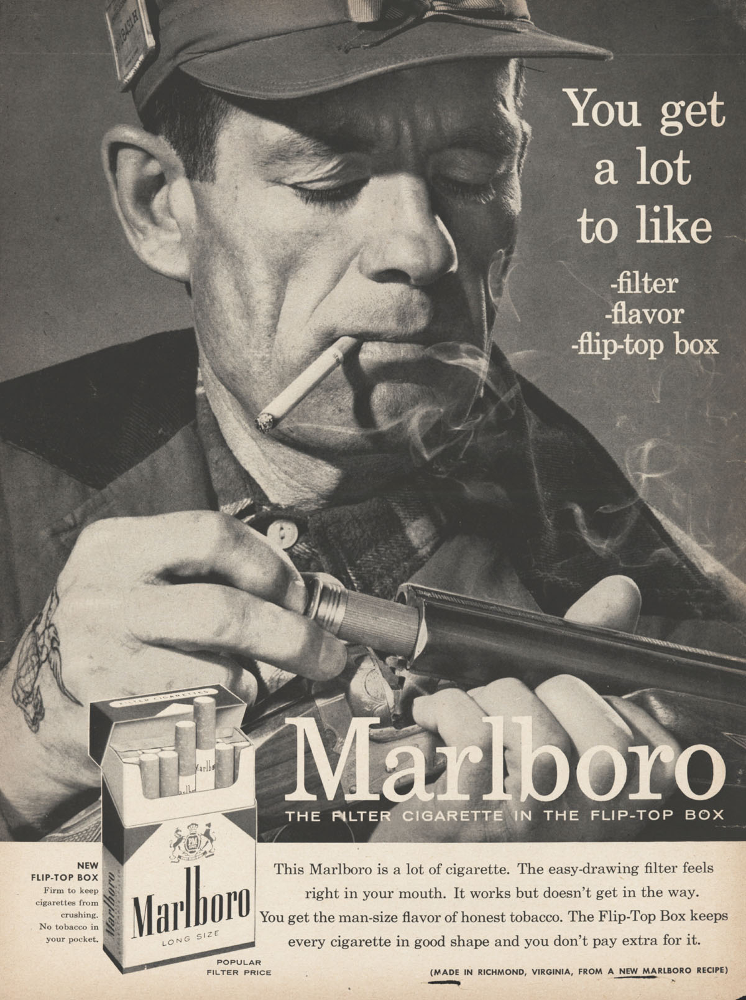 18431H
You get
a lot
to like
-filter
-flavor
-flip-top box
FILTER CIGARETTES
Marlboro
THE FILTER CIGARETTE IN THE FLIP-TOP BOX
NEW
FLIP-TOP BOX
Firm to keep
cigarettes from
crushing.
No tobacco in
your pocket.
PM
Marlboro
Marlboro
LONG SIZE
POPULAR
FILTER PRICE
This Marlboro is a lot of cigarette. The easy-drawing filter feels
right in your mouth. It works but doesn't get in the way.
You get the man-size flavor of honest tobacco. The Flip-Top Box keeps
every cigarette in good shape and you don't pay extra for it.
(MADE IN RICHMOND, VIRGINIA, FROM A NEW MARLBORO RECIPE)